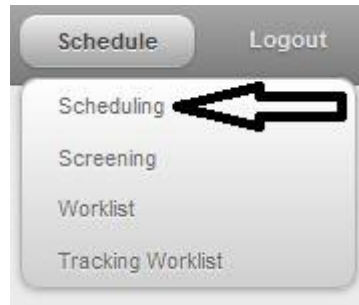 Schedule Logout
Scheduling
Screening
Worklist
Tracking Worklist